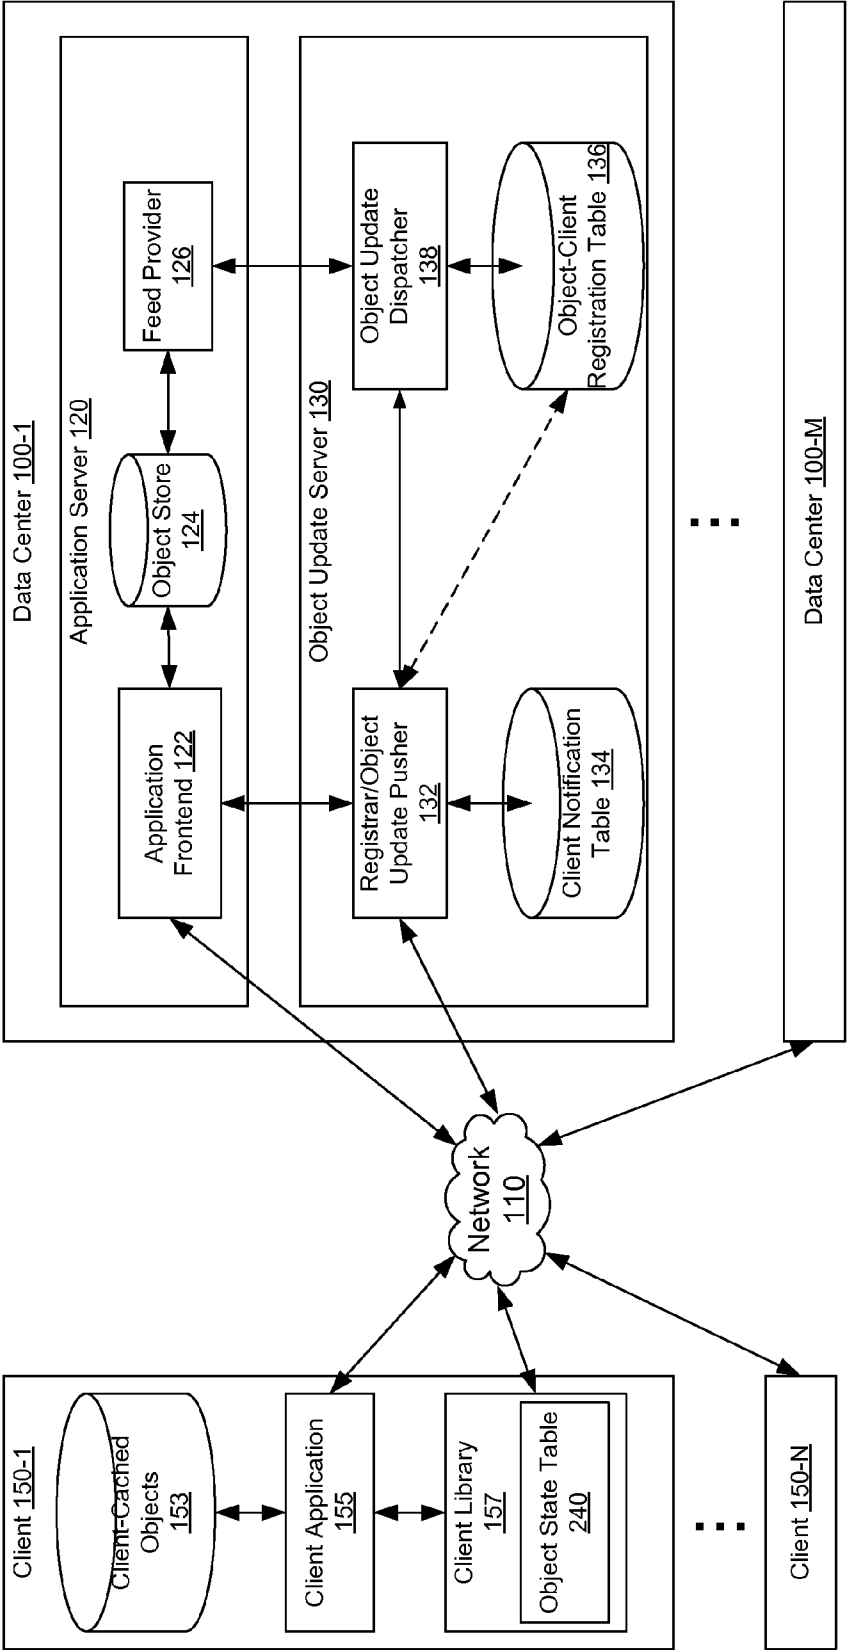 Client 150-1
Client-Cached
Objects
153
Client Application
155
Client Library
157
Object State Table
240
Client 150-N
Network
110
Data Center 100-1
Application Server 120
Application
Frontend 122
Object Store
124
Feed Provider
126
Object Update Server 130
Registrar/Object
Update Pusher
132
Object Update
Dispatcher
138
Client Notification
Table 134
Object-Client
Registration Table 136
Data Center 100-M